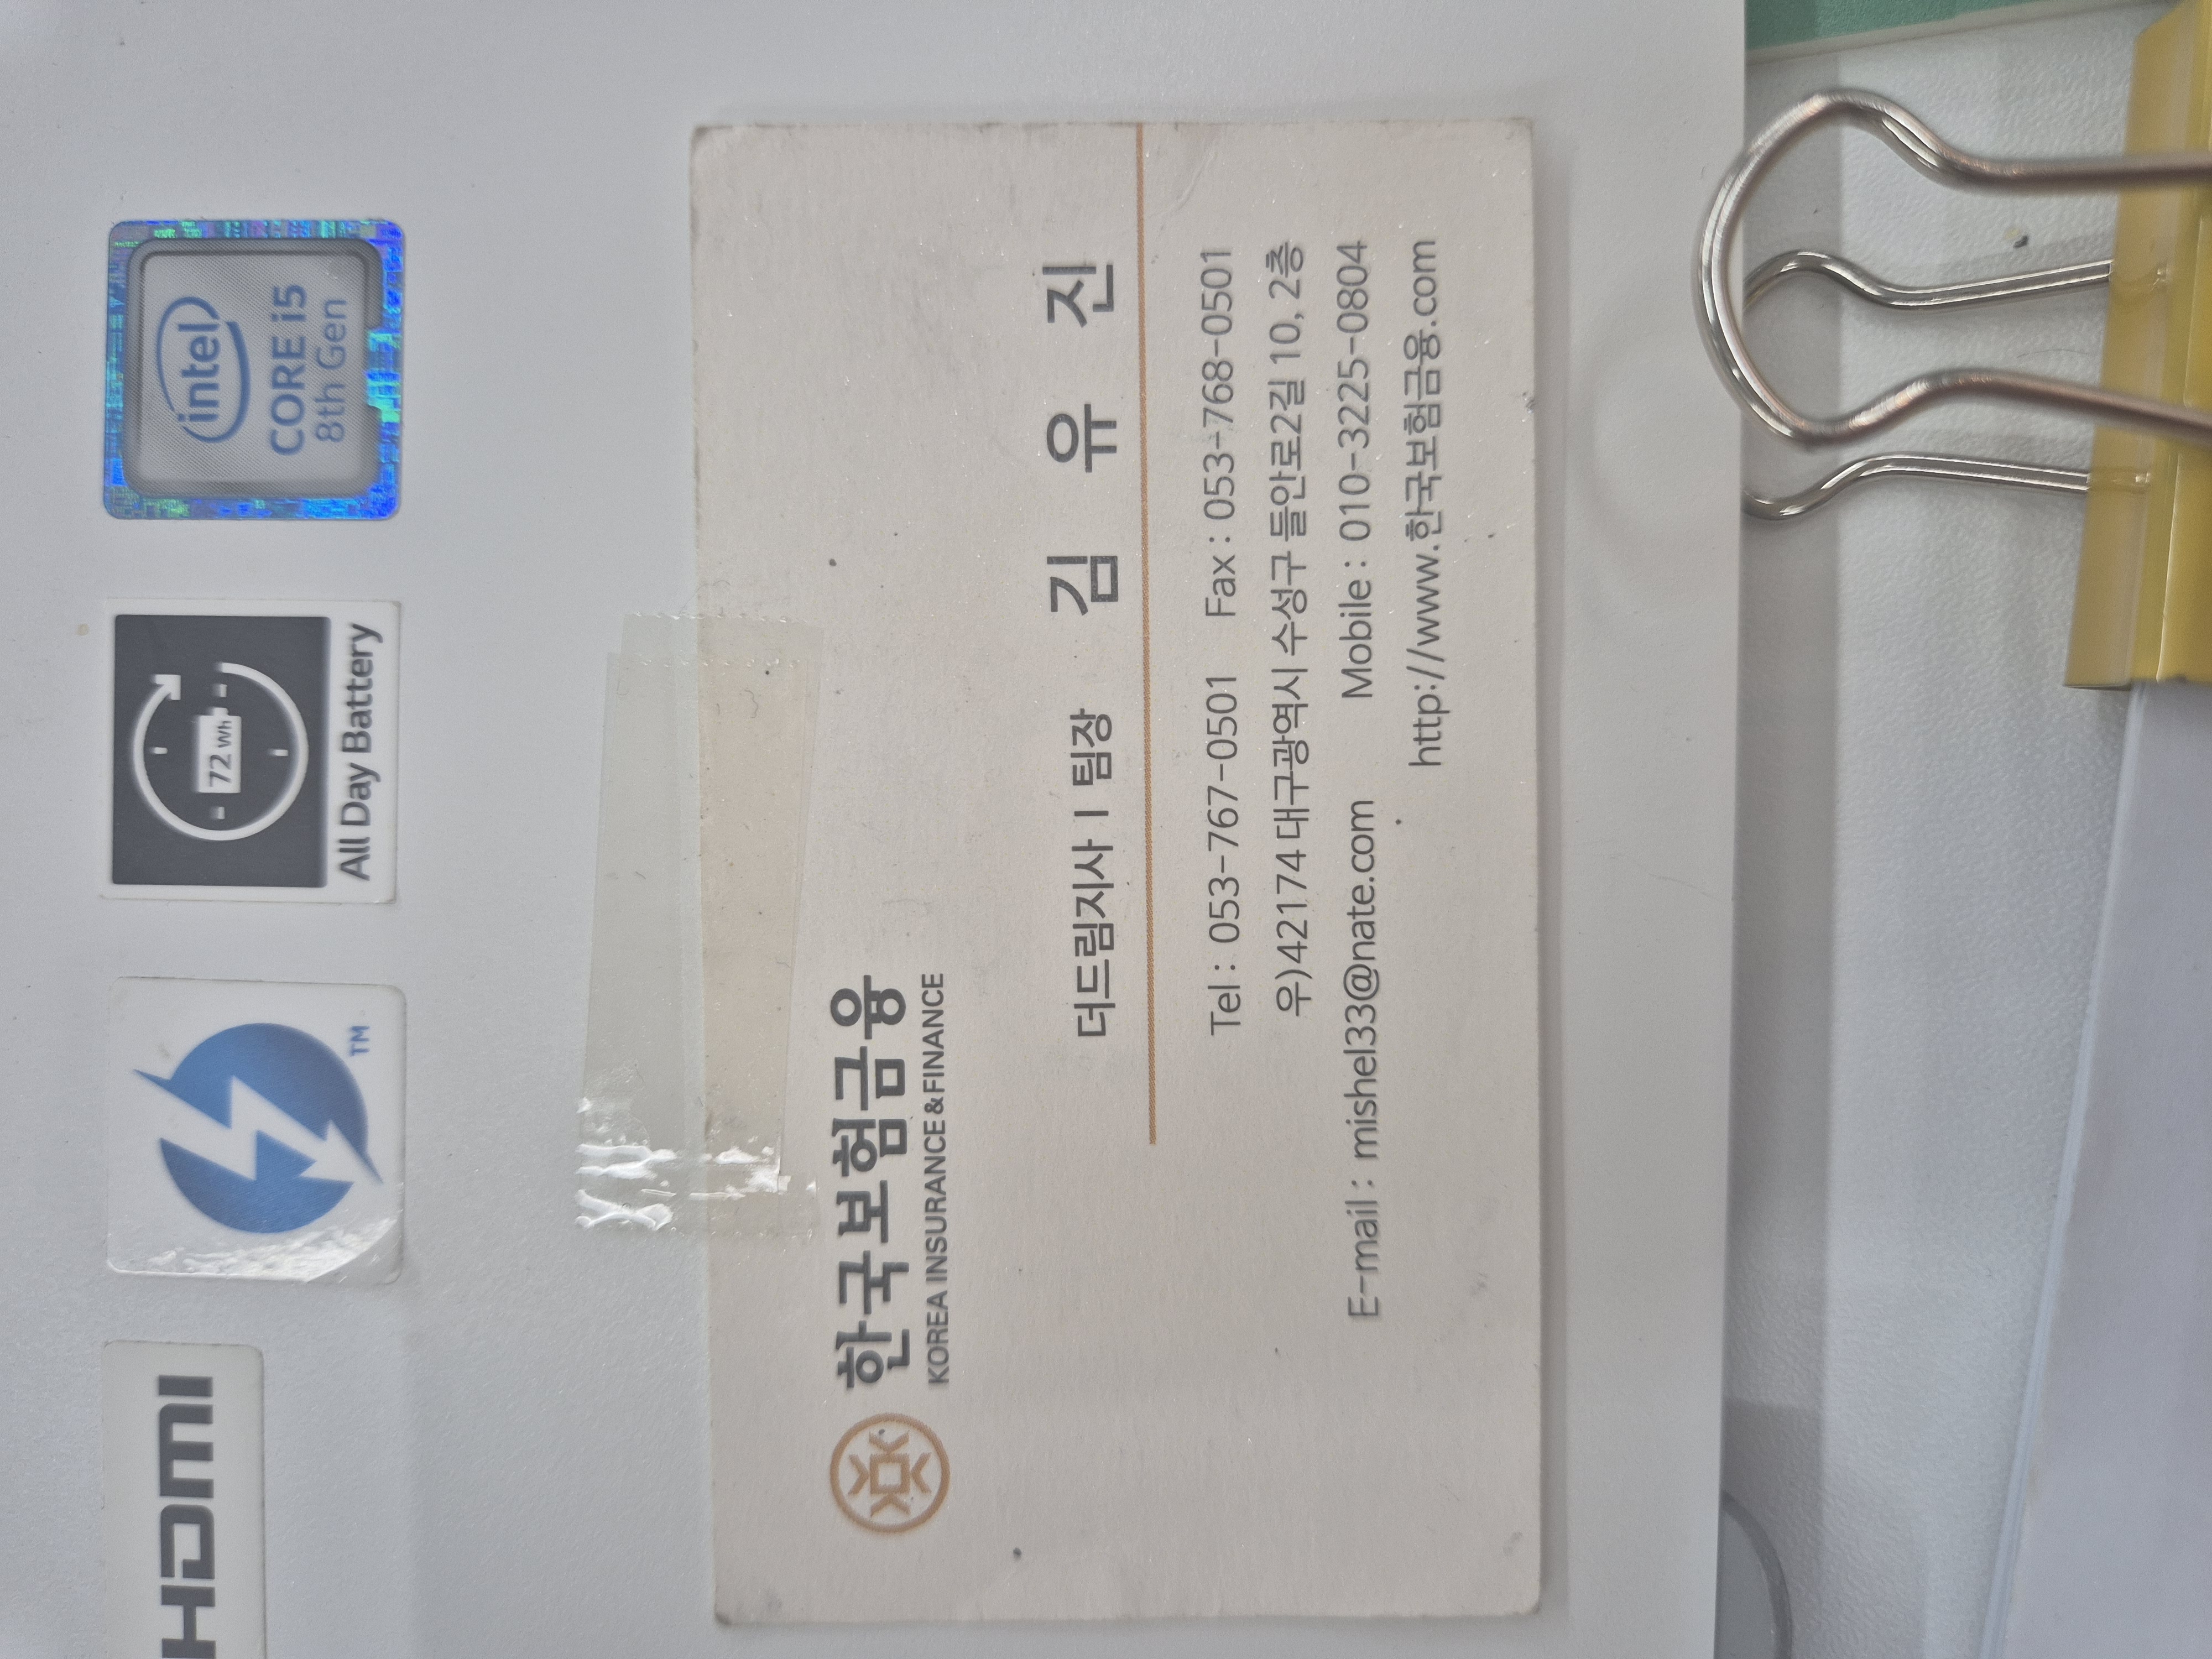 HDMI
TM
72 Wh
All Day Battery
intel
CORE i5
8th Gen
한국보험금융
KOREA INSURANCE & FINANCE
더드림지사 I 팀장 김 유 진
Tel : 053-767-0501 Fax : 053-768-0501
우)42174 대구광역시 수성구 들안로2길 10, 2층
E-mail : mishel33@nate.com Mobile : 010-3225-0804
http://www.한국보험금융.com